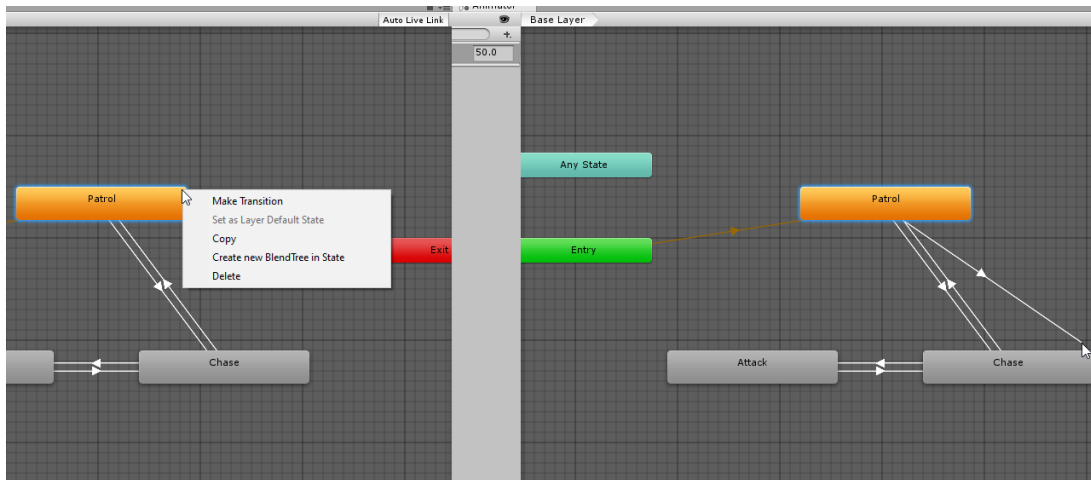 Animator
Auto Live Link
Base Layer
50.0
Any State
Patrol
Make Transition
Set as Layer Default State
Copy
Create new BlendTree in State
Delete
Exit
Entry
Patrol
Chase
Attack
Chase